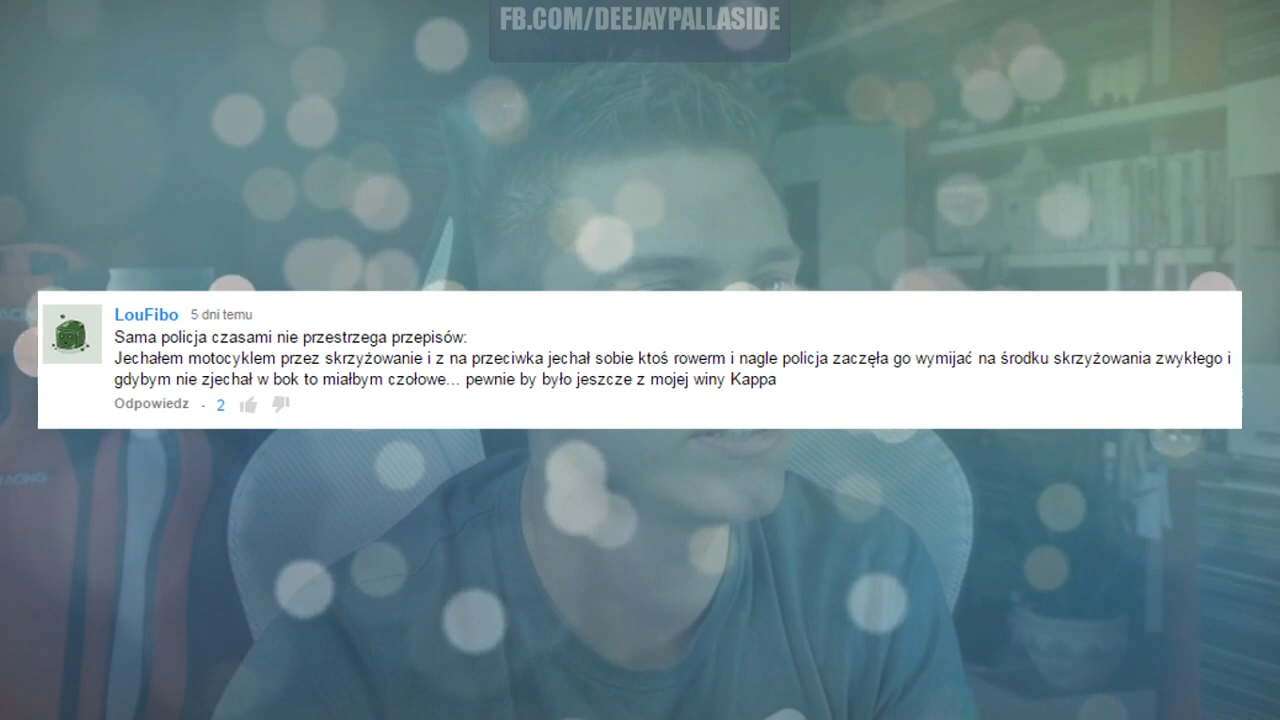 FB.COM/DEEJAYPALLASIDE
LouFibo 5 dni temu
Sama policja czasami nie przestrzega przepisów:
Jechałem motocyklem przez skrzyżowanie i z na przeciwka jechał sobie ktoś rowerm i nagle policja zaczęła go wymijać na środku skrzyżowania zwykłego i
gdybym nie zjechał w bok to miałbym czołowe... pewnie by było jeszcze z mojej winy Kappa
Odpowiedz · 2
RACING